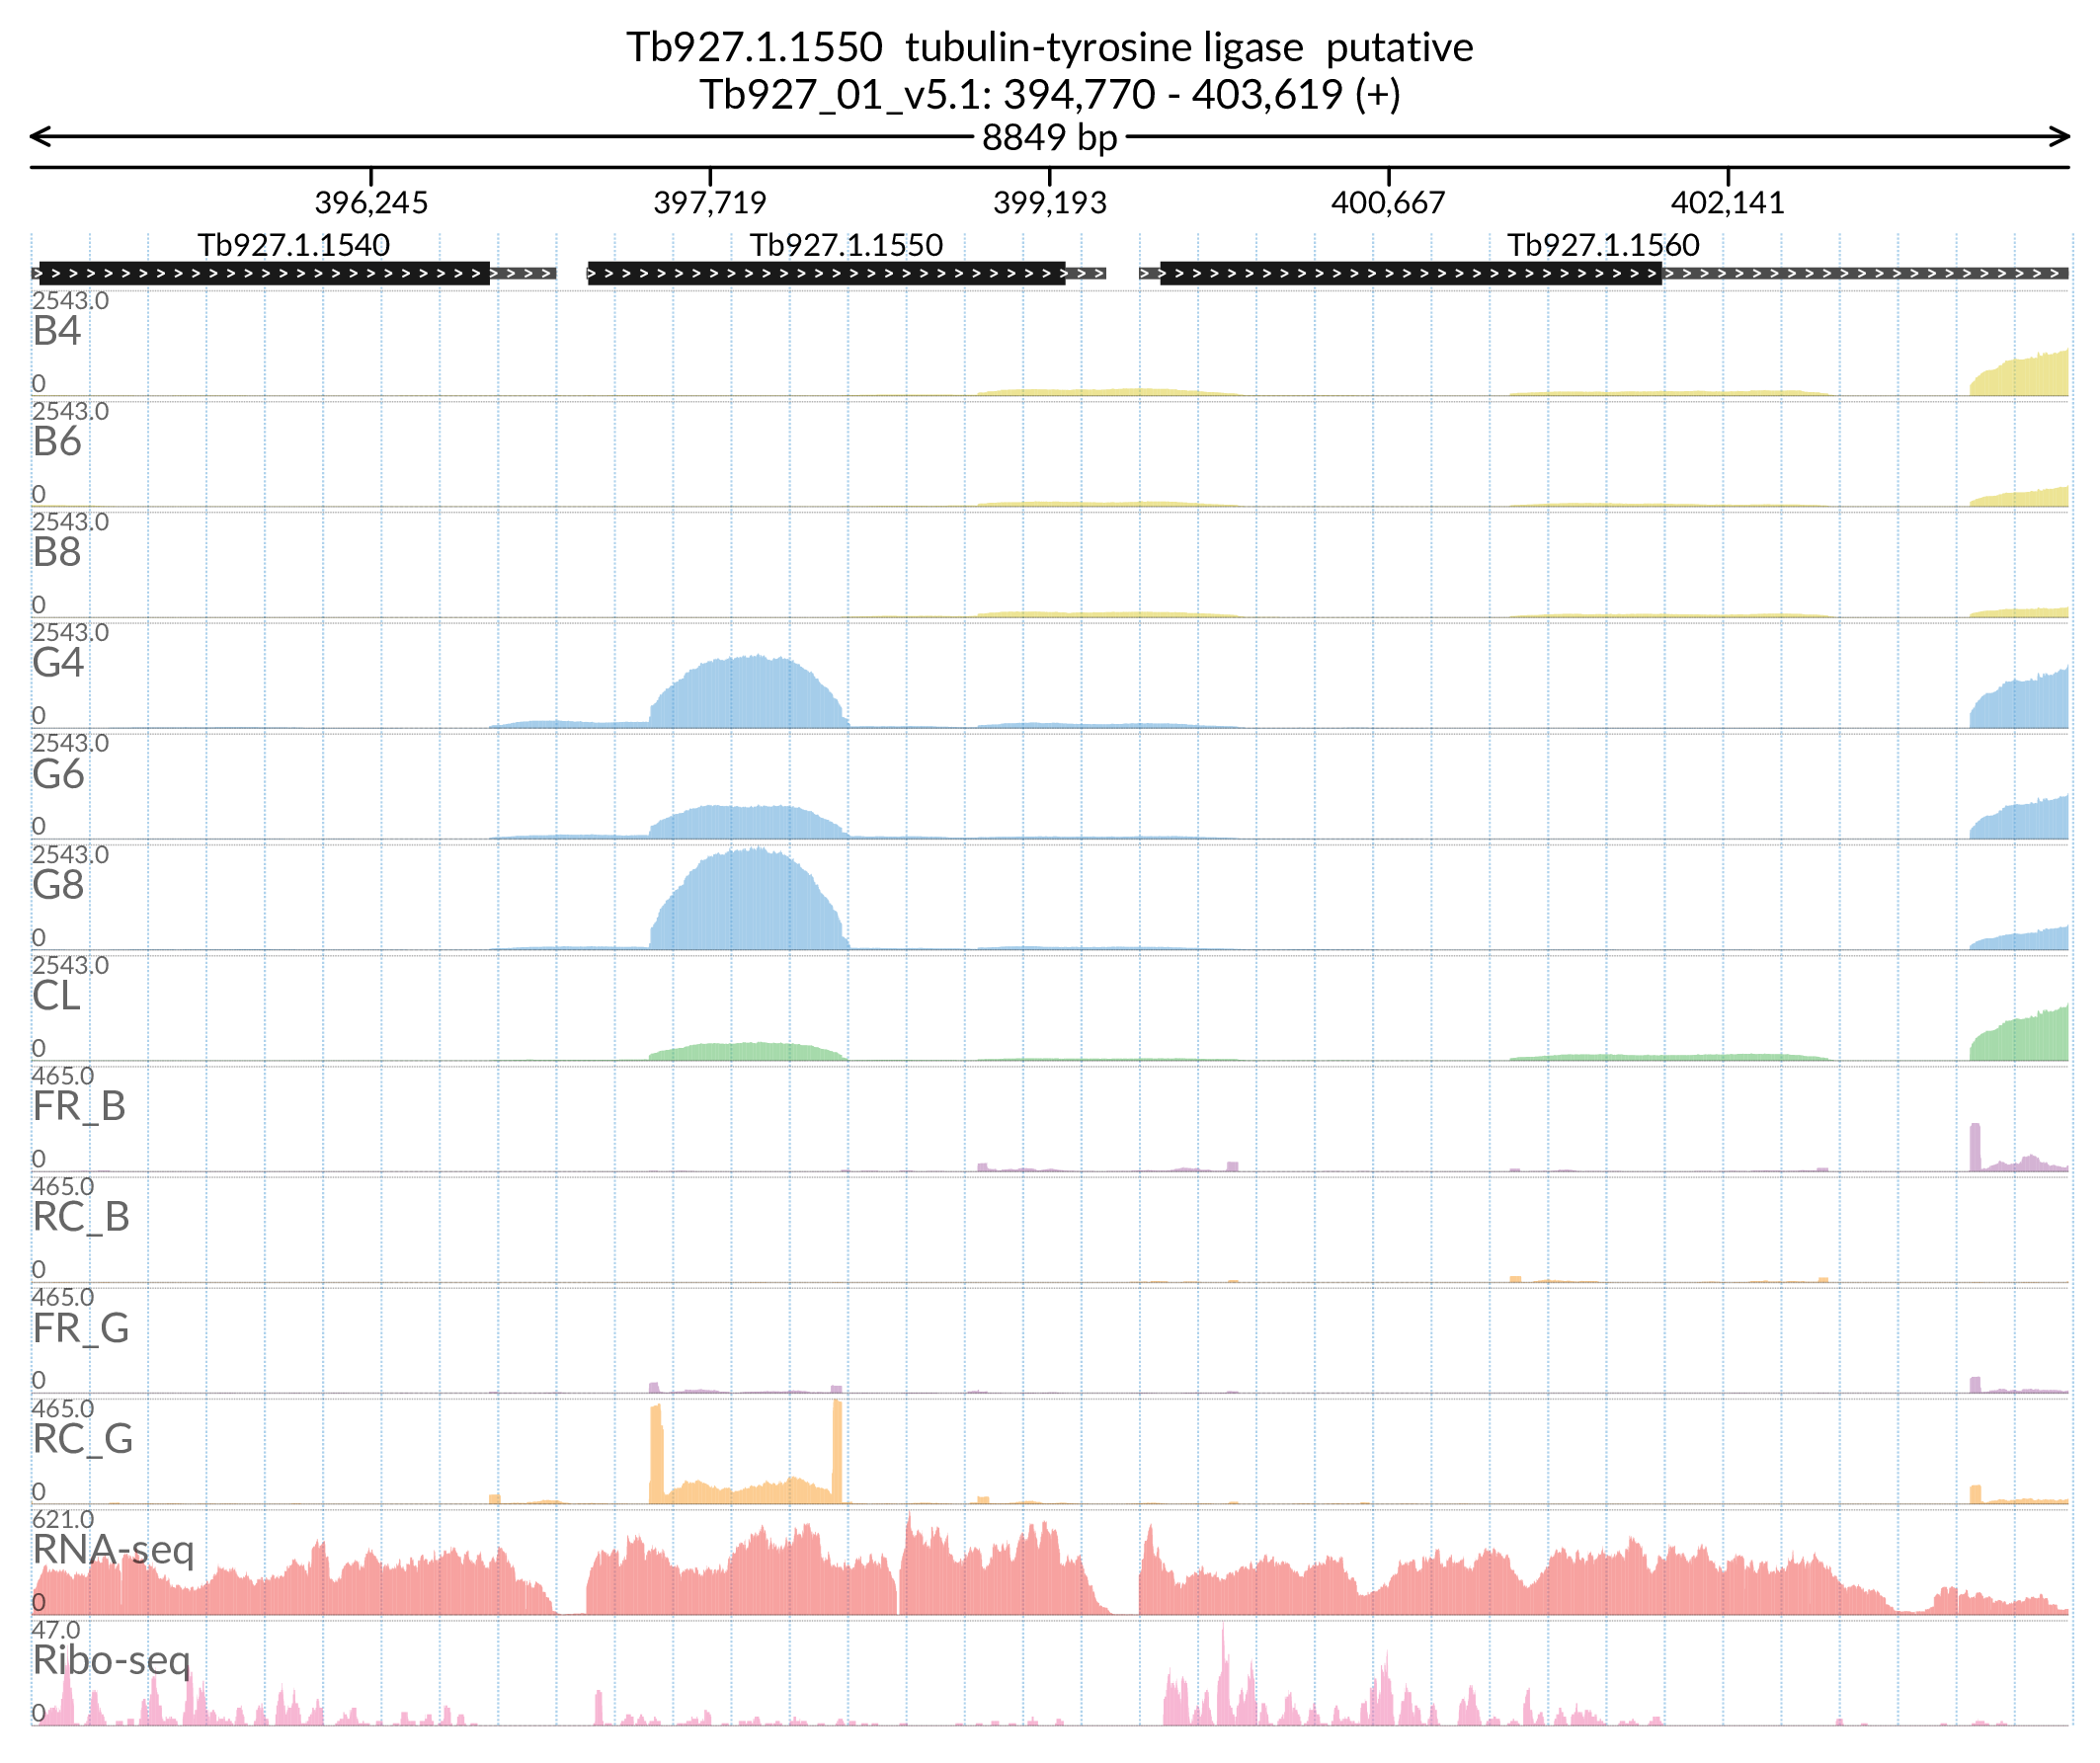 Tb927.1.1550 tubulin-tyrosine ligase putative
Tb927_01_v5.1: 394,770 - 403,619 (+)
8849 bp
396,245 397,719 399,193 400,667 402,141
Tb927.1.1540 Tb927.1.1550 Tb927.1.1560
2543.0
B4
0
2543.0
B6
0
2543.0
B8
0
2543.0
G4
0
2543.0
G6
0
2543.0
G8
0
2543.0
CL
0
465.0
FR_B
0
465.0
RC_B
0
465.0
FR_G
0
465.0
RC_G
0
621.0
RNA-seq
0
47.0
Ribo-seq
0